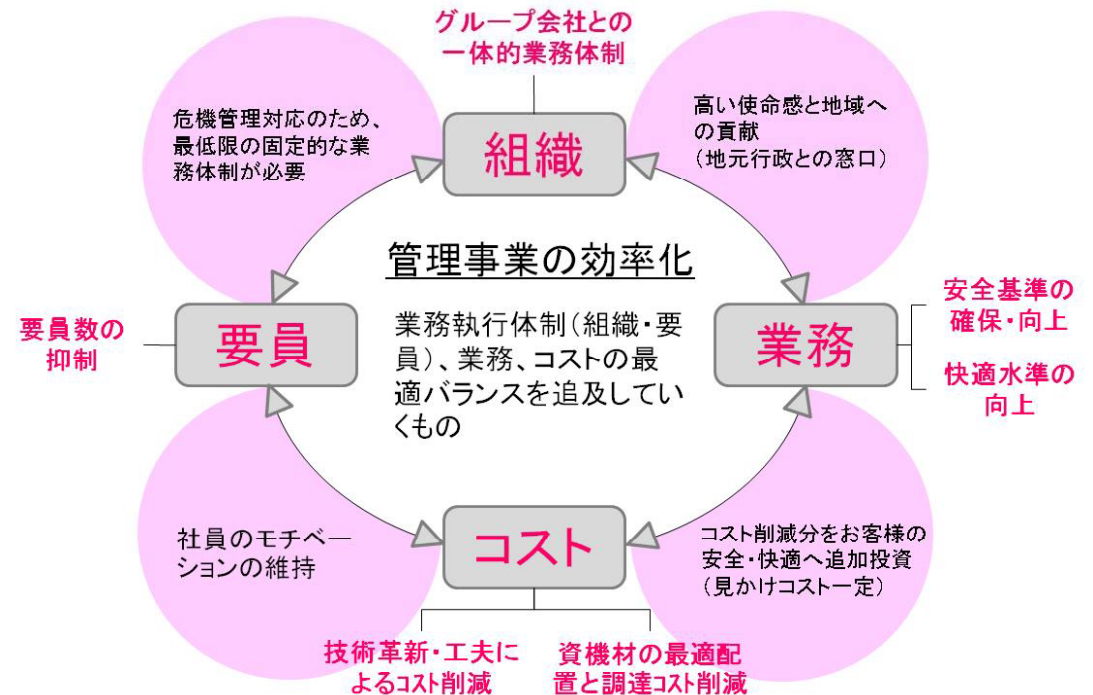 グループ会社との
一体的業務体制
危機管理対応のため、
最低限の固定的な業
務体制が必要
組織
高い使命感と地域へ
の貢献
（地元行政との窓口）
管理事業の効率化
業務執行体制（組織・要
員）、業務、コストの最
適バランスを追及してい
くもの
要員数の
抑制
要員
業務
安全基準の
確保・向上
快適水準の
向上
社員のモチベー
ションの維持
コスト
コスト削減分をお客様の
安全・快適へ追加投資
（見かけコスト一定）
技術革新・工夫に
よるコスト削減
資機材の最適配
置と調達コスト削減